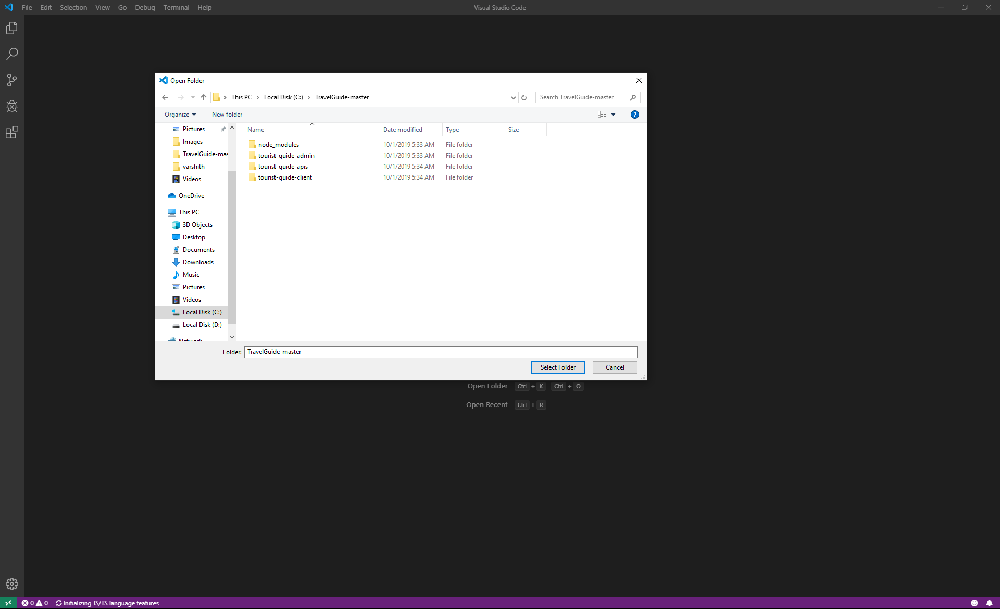 File Edit Selection View Go Debug Terminal Help
Visual Studio Code
Open Folder
This PC Local Disk (C:) TravelGuide-master
Search TravelGuide-master
Organize New folder
Pictures
Images
TravelGuide-mas
varshith
Videos
OneDrive
This PC
3D Objects
Desktop
Documents
Downloads
Music
Pictures
Videos
Local Disk (C:)
Local Disk (D:)
Network
Name Date modified Type Size
node_modules 10/1/2019 5:33 AM File folder
tourist-guide-admin 10/1/2019 5:33 AM File folder
tourist-guide-apis 10/1/2019 5:34 AM File folder
tourist-guide-client 10/1/2019 5:34 AM File folder
Folder: TravelGuide-master
Select Folder Cancel
Open Folder Ctrl + K Ctrl + O
Open Recent Ctrl + R
0 0 Initializing JS/TS language features